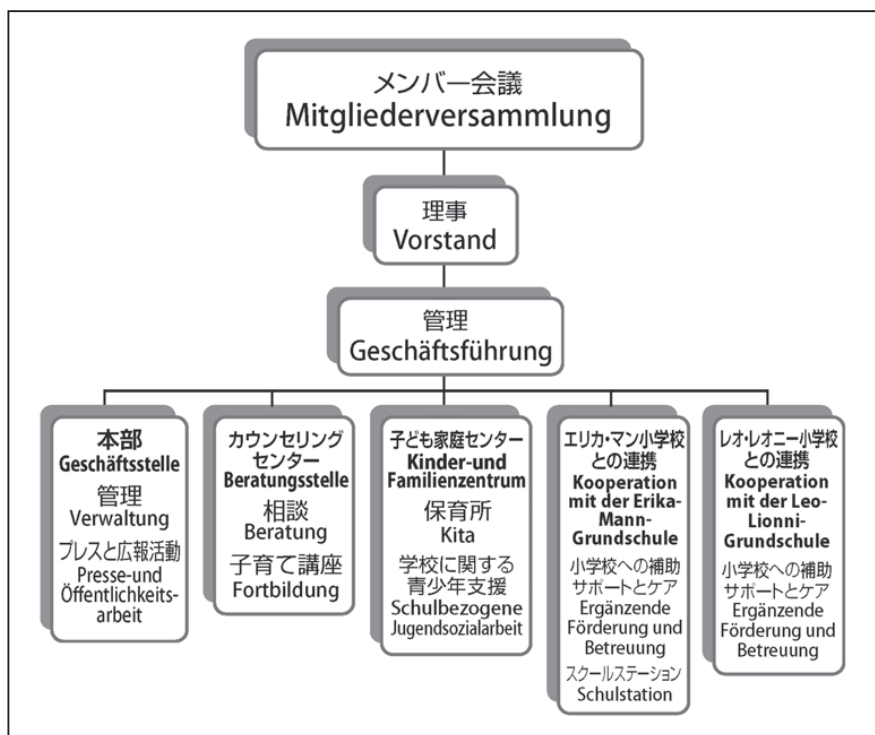 メンバー会議
Mitgliederversammlung
理事
Vorstand
管理
Geschäftsführung
本部
Geschäftsstelle
管理
Verwaltung
プレスと広報活動
Presse-und
Öffentlichkeits-
arbeit
カウンセリング
センター
Beratungsstelle
相談
Beratung
子育て講座
Fortbildung
子ども家庭センター
Kinder-und
Familienzentrum
保育所
Kita
学校に関する
青少年支援
Schulbezogene
Jugendsozialarbeit
エリカ・マン小学校
との連携
Kooperation
mit der Erika-
Mann-
Grundschule
小学校への補助
サポートとケア
Ergänzende
Förderung und
Betreuung
スクールステーション
Schulstation
レオ・レオニー小学校
との連携
Kooperation
mit der Leo-
Lionni-
Grundschule
小学校への補助
サポートとケア
Ergänzende
Förderung und
Betreuung